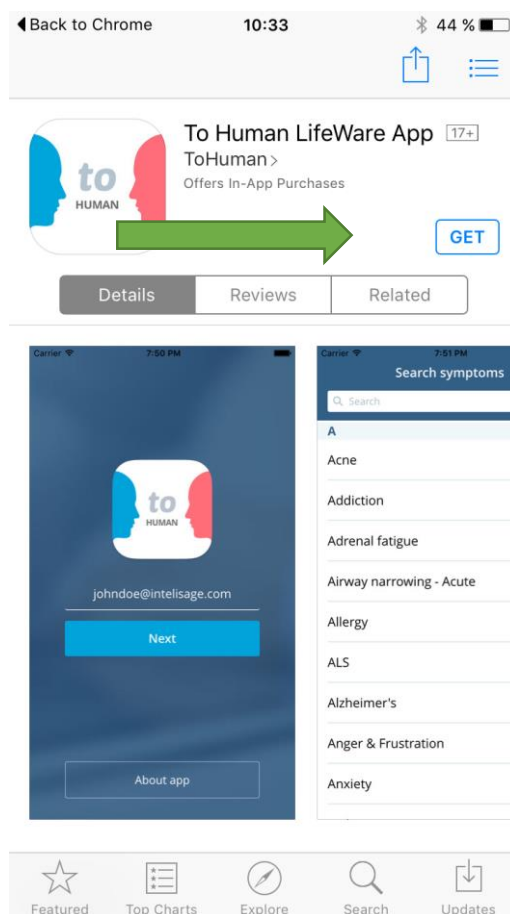 Back to Chrome 10:33 44 %
To Human LifeWare App 17+
ToHuman >
Offers In-App Purchases
to
HUMAN
GET
Details Reviews Related
Carrier 7:50 PM
to
HUMAN
johndoe@intelisage.com
Next
About app
Carrier 7:51 PM
Search symptoms
Search
A
Acne
Addiction
Adrenal fatigue
Airway narrowing - Acute
Allergy
ALS
Alzheimer's
Anger & Frustration
Anxiety
Featured Top Charts Explore Search Updates